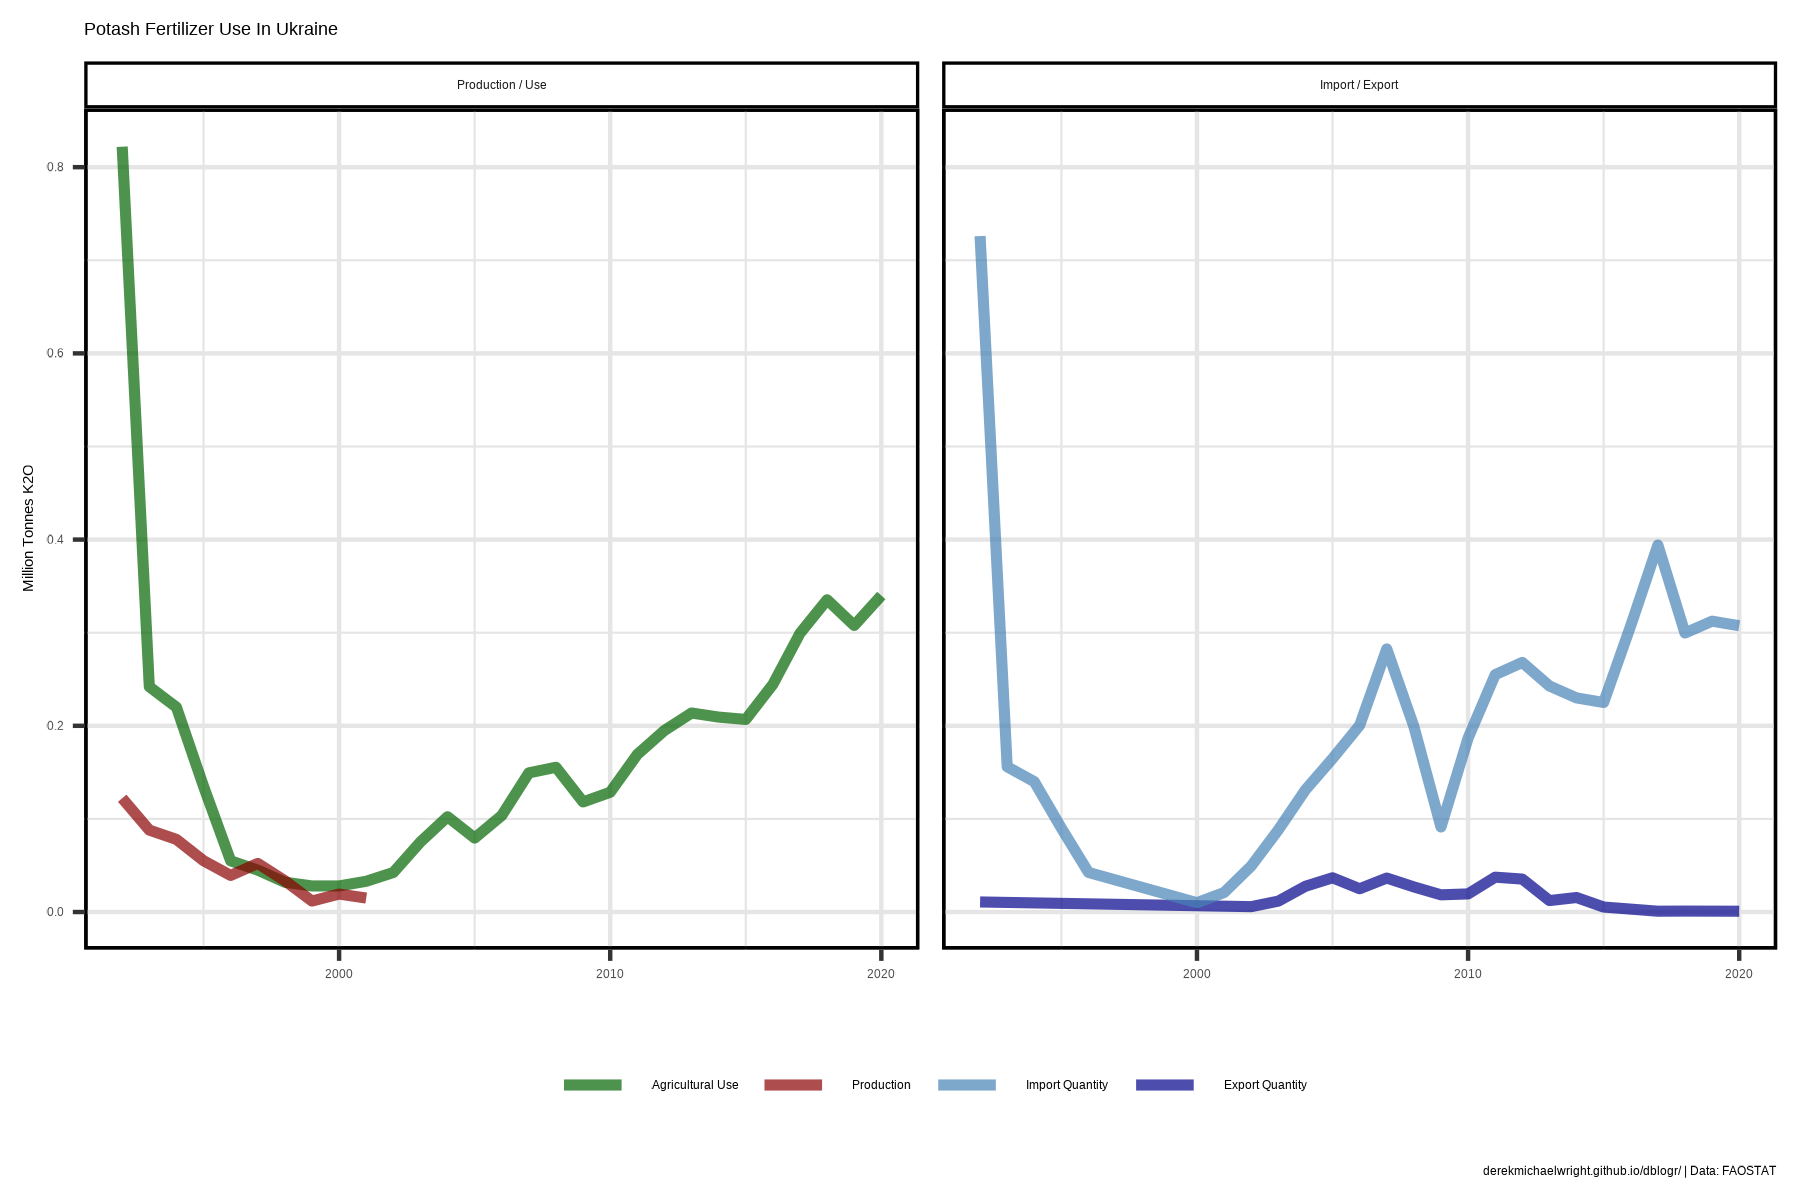 Potash Fertilizer Use In Ukraine
Production / Use
Import / Export
Million Tonnes K2O
0.8
0.6
0.4
0.2
0.0
2000
2010
2020
2000
2010
2020
Agricultural Use
Production
Import Quantity
Export Quantity
derekmichaelwright.github.io/dblogr/ | Data: FAOSTAT